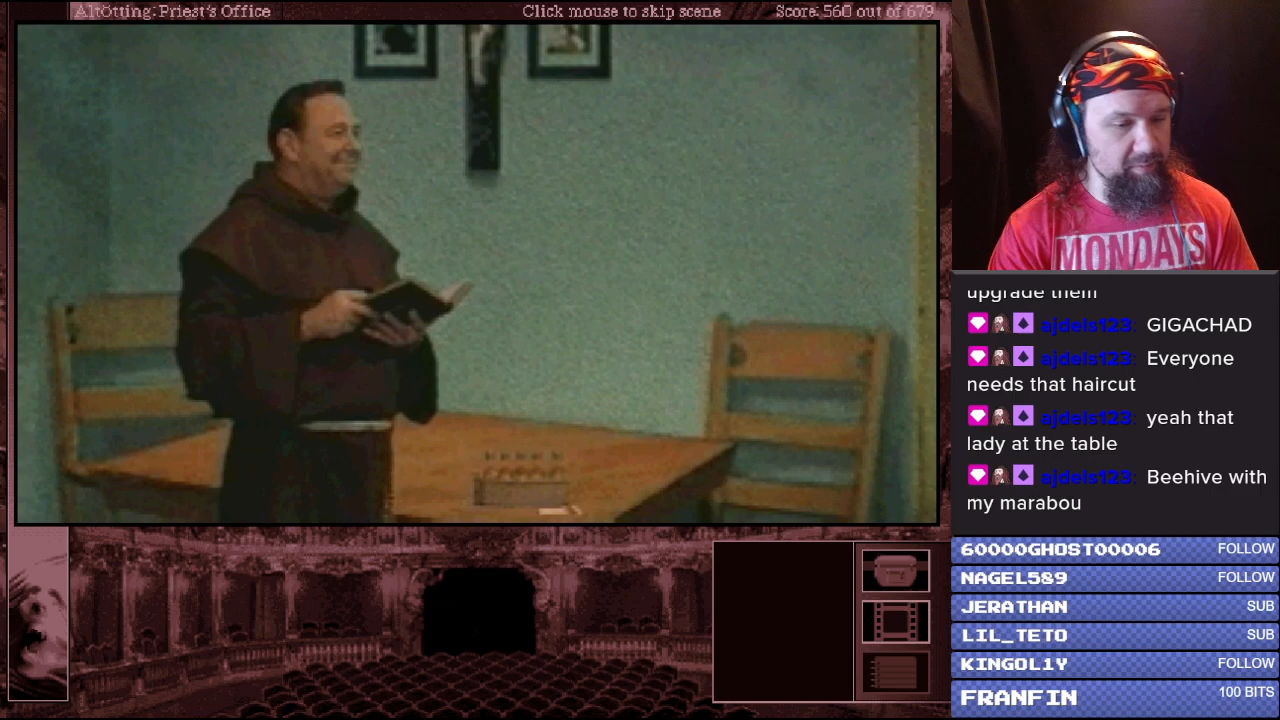 Altötting: Priest's Office
Click mouse to skip scene
Score: 560 out of 679
MONDAYS
upgrade them
ajdels123: GIGACHAD
ajdels123: Everyone
needs that haircut
ajdels123: yeah that
lady at the table
ajdels123: Beehive with
my marabou
60000GHOST00006 FOLLOW
NAGEL589 FOLLOW
JERATHAN SUB
LIL_TETO SUB
KINGOL1Y FOLLOW
FRANFIN 100 BITS